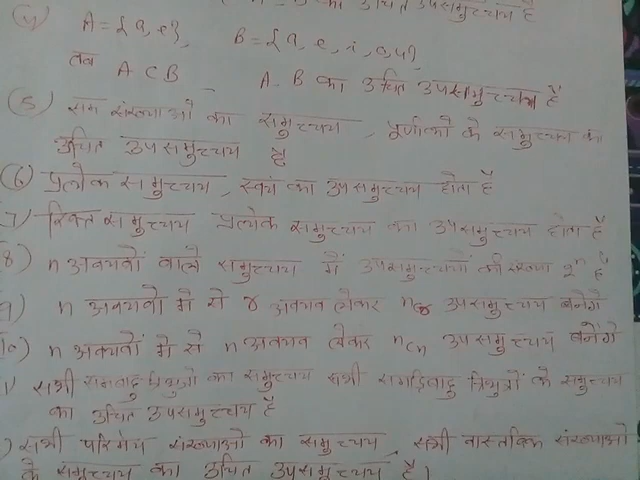 का उचित उपसमुच्चय है
(4) A = {a, e}, B = {a, e, i, o, u},
तब A ⊂ B A, B का उचित उपसमुच्चय है
(5) सम संख्याओं का समुच्चय, पूर्णांकों के समुच्चय का
उचित उपसमुच्चय है
(6) प्रत्येक समुच्चय, स्वयं का उपसमुच्चय होता है
7) रिक्त समुच्चय प्रत्येक समुच्चय का उपसमुच्चय होता है
(8) n अवयवों वाले समुच्चय में उपसमुच्चयों की संख्या 2ⁿ है
9) n अवयवों में से r अवयव लेकर nCr उपसमुच्चय बनेंगे
10) n अवयवों में से n अवयव लेकर nCn उपसमुच्चय बनेंगे
सभी समबाहु त्रिभुजों का समुच्चय सभी समद्विबाहु त्रिभुजों के समुच्चय
का उचित उपसमुच्चय है
) सभी परिमेय संख्याओं का समुच्चय, सभी वास्तविक संख्याओं
के समुच्चय का उचित उपसमुच्चय है।